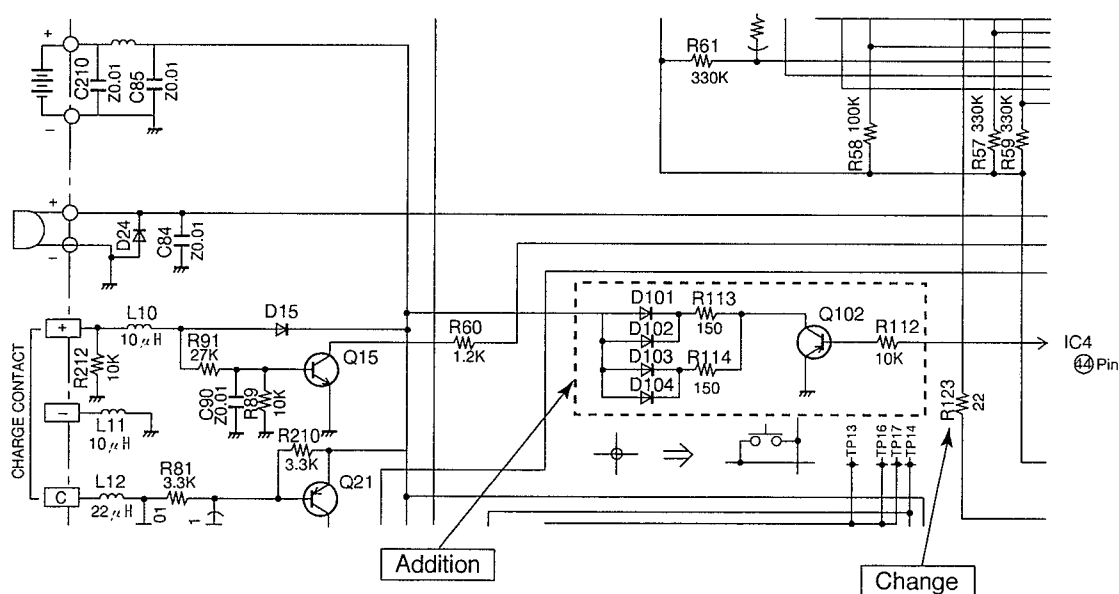 +
−
C210
Z0.01
C85
Z0.01
R61
330K
R58 100K
R57 330K
R59 330K
+
−
D24
C84
Z0.01
CHARGE CONTACT
+
L10
10μH
D15
R91
27K
R212
10K
Q15
R60
1.2K
C90
Z0.01
R89
10K
−
L11
10μH
R210
3.3K
C
L12
22μH
R81
3.3K
Q21
01
1
D101
D102
D103
D104
R113
150
R114
150
Q102
R112
10K
IC4
44 Pin
R123
22
TP13
TP16
TP17
TP14
Addition
Change